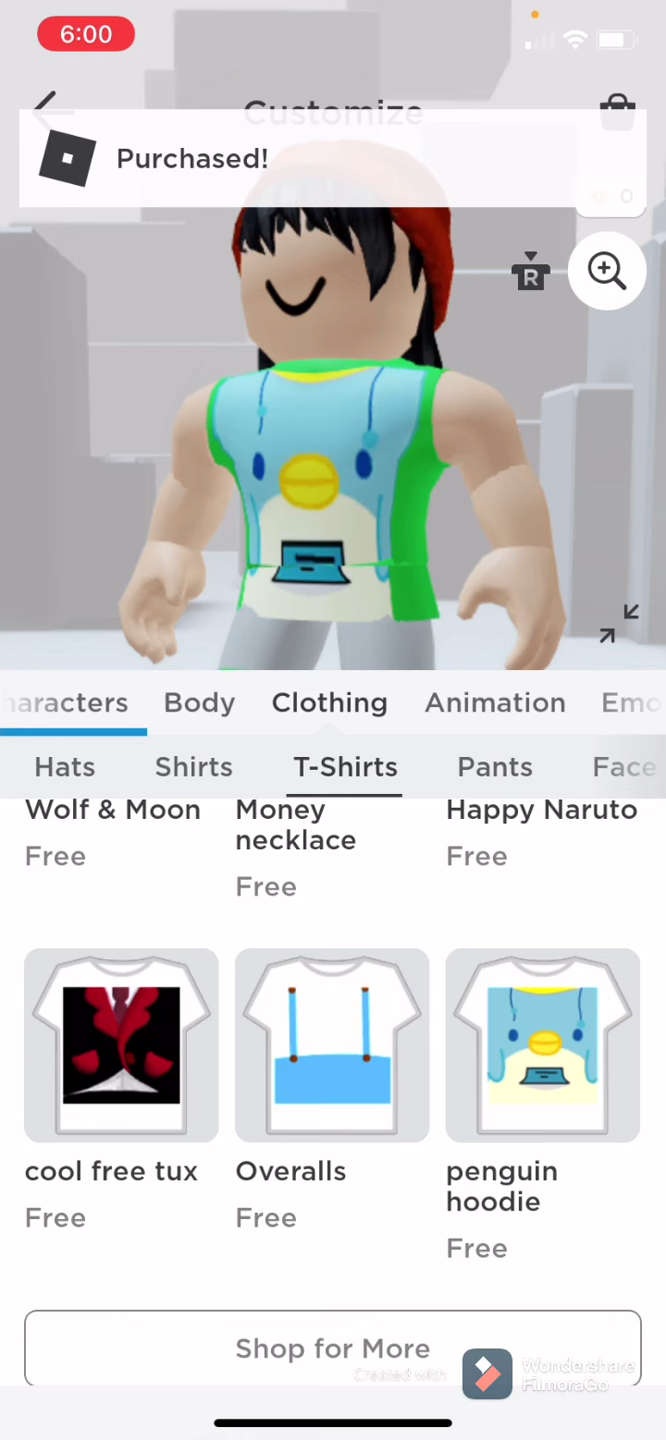 6:00
Customize
Purchased!
0
R
haracters Body Clothing Animation Emo
Hats Shirts T-Shirts Pants Face
Wolf & Moon Money necklace Happy Naruto
Free Free Free
cool free tux Overalls penguin hoodie
Free Free Free
Shop for More
Created with Wondershare FilmoraGo